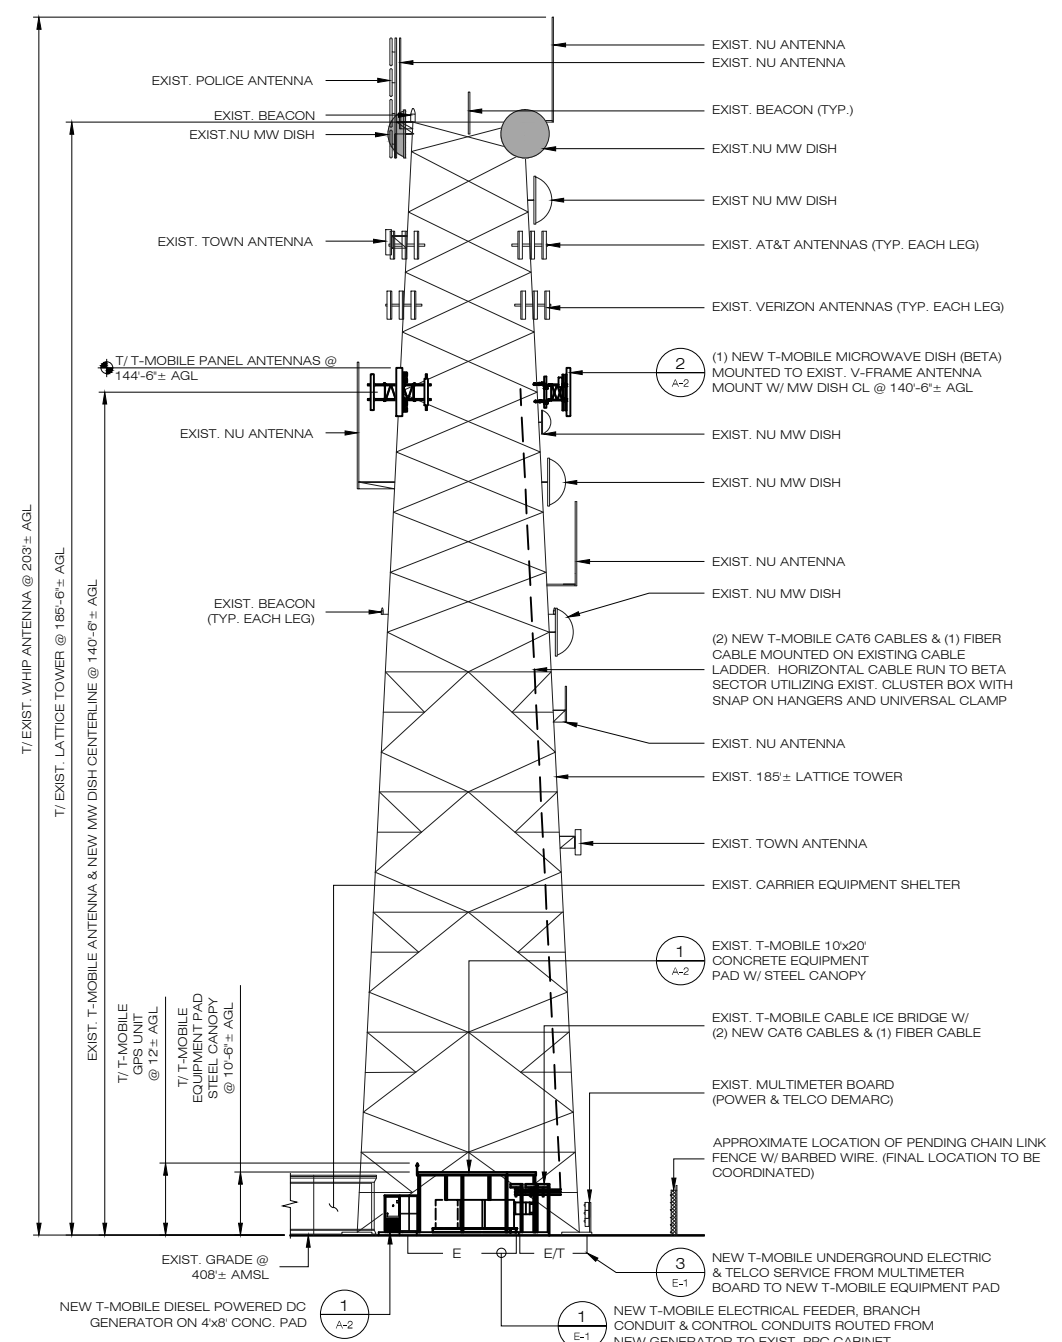 EXIST. NU ANTENNA
EXIST. NU ANTENNA
EXIST. POLICE ANTENNA
EXIST. BEACON
EXIST. BEACON (TYP.)
EXIST.NU MW DISH
EXIST.NU MW DISH
EXIST NU MW DISH
EXIST. TOWN ANTENNA
EXIST. AT&T ANTENNAS (TYP. EACH LEG)
EXIST. VERIZON ANTENNAS (TYP. EACH LEG)
T/ T-MOBILE PANEL ANTENNAS @
144'-6"± AGL
2
A-2
(1) NEW T-MOBILE MICROWAVE DISH (BETA)
MOUNTED TO EXIST. V-FRAME ANTENNA
MOUNT W/ MW DISH CL @ 140'-6"± AGL
EXIST. NU ANTENNA
EXIST. NU MW DISH
EXIST. NU MW DISH
EXIST. NU ANTENNA
EXIST. NU MW DISH
EXIST. BEACON
(TYP. EACH LEG)
(2) NEW T-MOBILE CAT6 CABLES & (1) FIBER
CABLE MOUNTED ON EXISTING CABLE
LADDER. HORIZONTAL CABLE RUN TO BETA
SECTOR UTILIZING EXIST. CLUSTER BOX WITH
SNAP ON HANGERS AND UNIVERSAL CLAMP
EXIST. NU ANTENNA
EXIST. 185'± LATTICE TOWER
EXIST. TOWN ANTENNA
EXIST. CARRIER EQUIPMENT SHELTER
1
A-2
EXIST. T-MOBILE 10'x20'
CONCRETE EQUIPMENT
PAD W/ STEEL CANOPY
EXIST. T-MOBILE CABLE ICE BRIDGE W/
(2) NEW CAT6 CABLES & (1) FIBER CABLE
EXIST. MULTIMETER BOARD
(POWER & TELCO DEMARC)
APPROXIMATE LOCATION OF PENDING CHAIN LINK
FENCE W/ BARBED WIRE. (FINAL LOCATION TO BE
COORDINATED)
T/ EXIST. WHIP ANTENNA @ 203'± AGL
T/ EXIST. LATTICE TOWER @ 185'-6"± AGL
EXIST. T-MOBILE ANTENNA & NEW MW DISH CENTERLINE @ 140'-6"± AGL
T/ T-MOBILE
GPS UNIT
@ 12'± AGL
T/ T-MOBILE
EQUIPMENT PAD
STEEL CANOPY
@ 10'-6"± AGL
EXIST. GRADE @
408'± AMSL
E
E/T
3
E-1
NEW T-MOBILE UNDERGROUND ELECTRIC
& TELCO SERVICE FROM MULTIMETER
BOARD TO NEW T-MOBILE EQUIPMENT PAD
NEW T-MOBILE DIESEL POWERED DC
GENERATOR ON 4'x8' CONC. PAD
1
A-2
1
E-1
NEW T-MOBILE ELECTRICAL FEEDER, BRANCH
CONDUIT & CONTROL CONDUITS ROUTED FROM
NEW GENERATOR TO EXIST. PPC CABINET